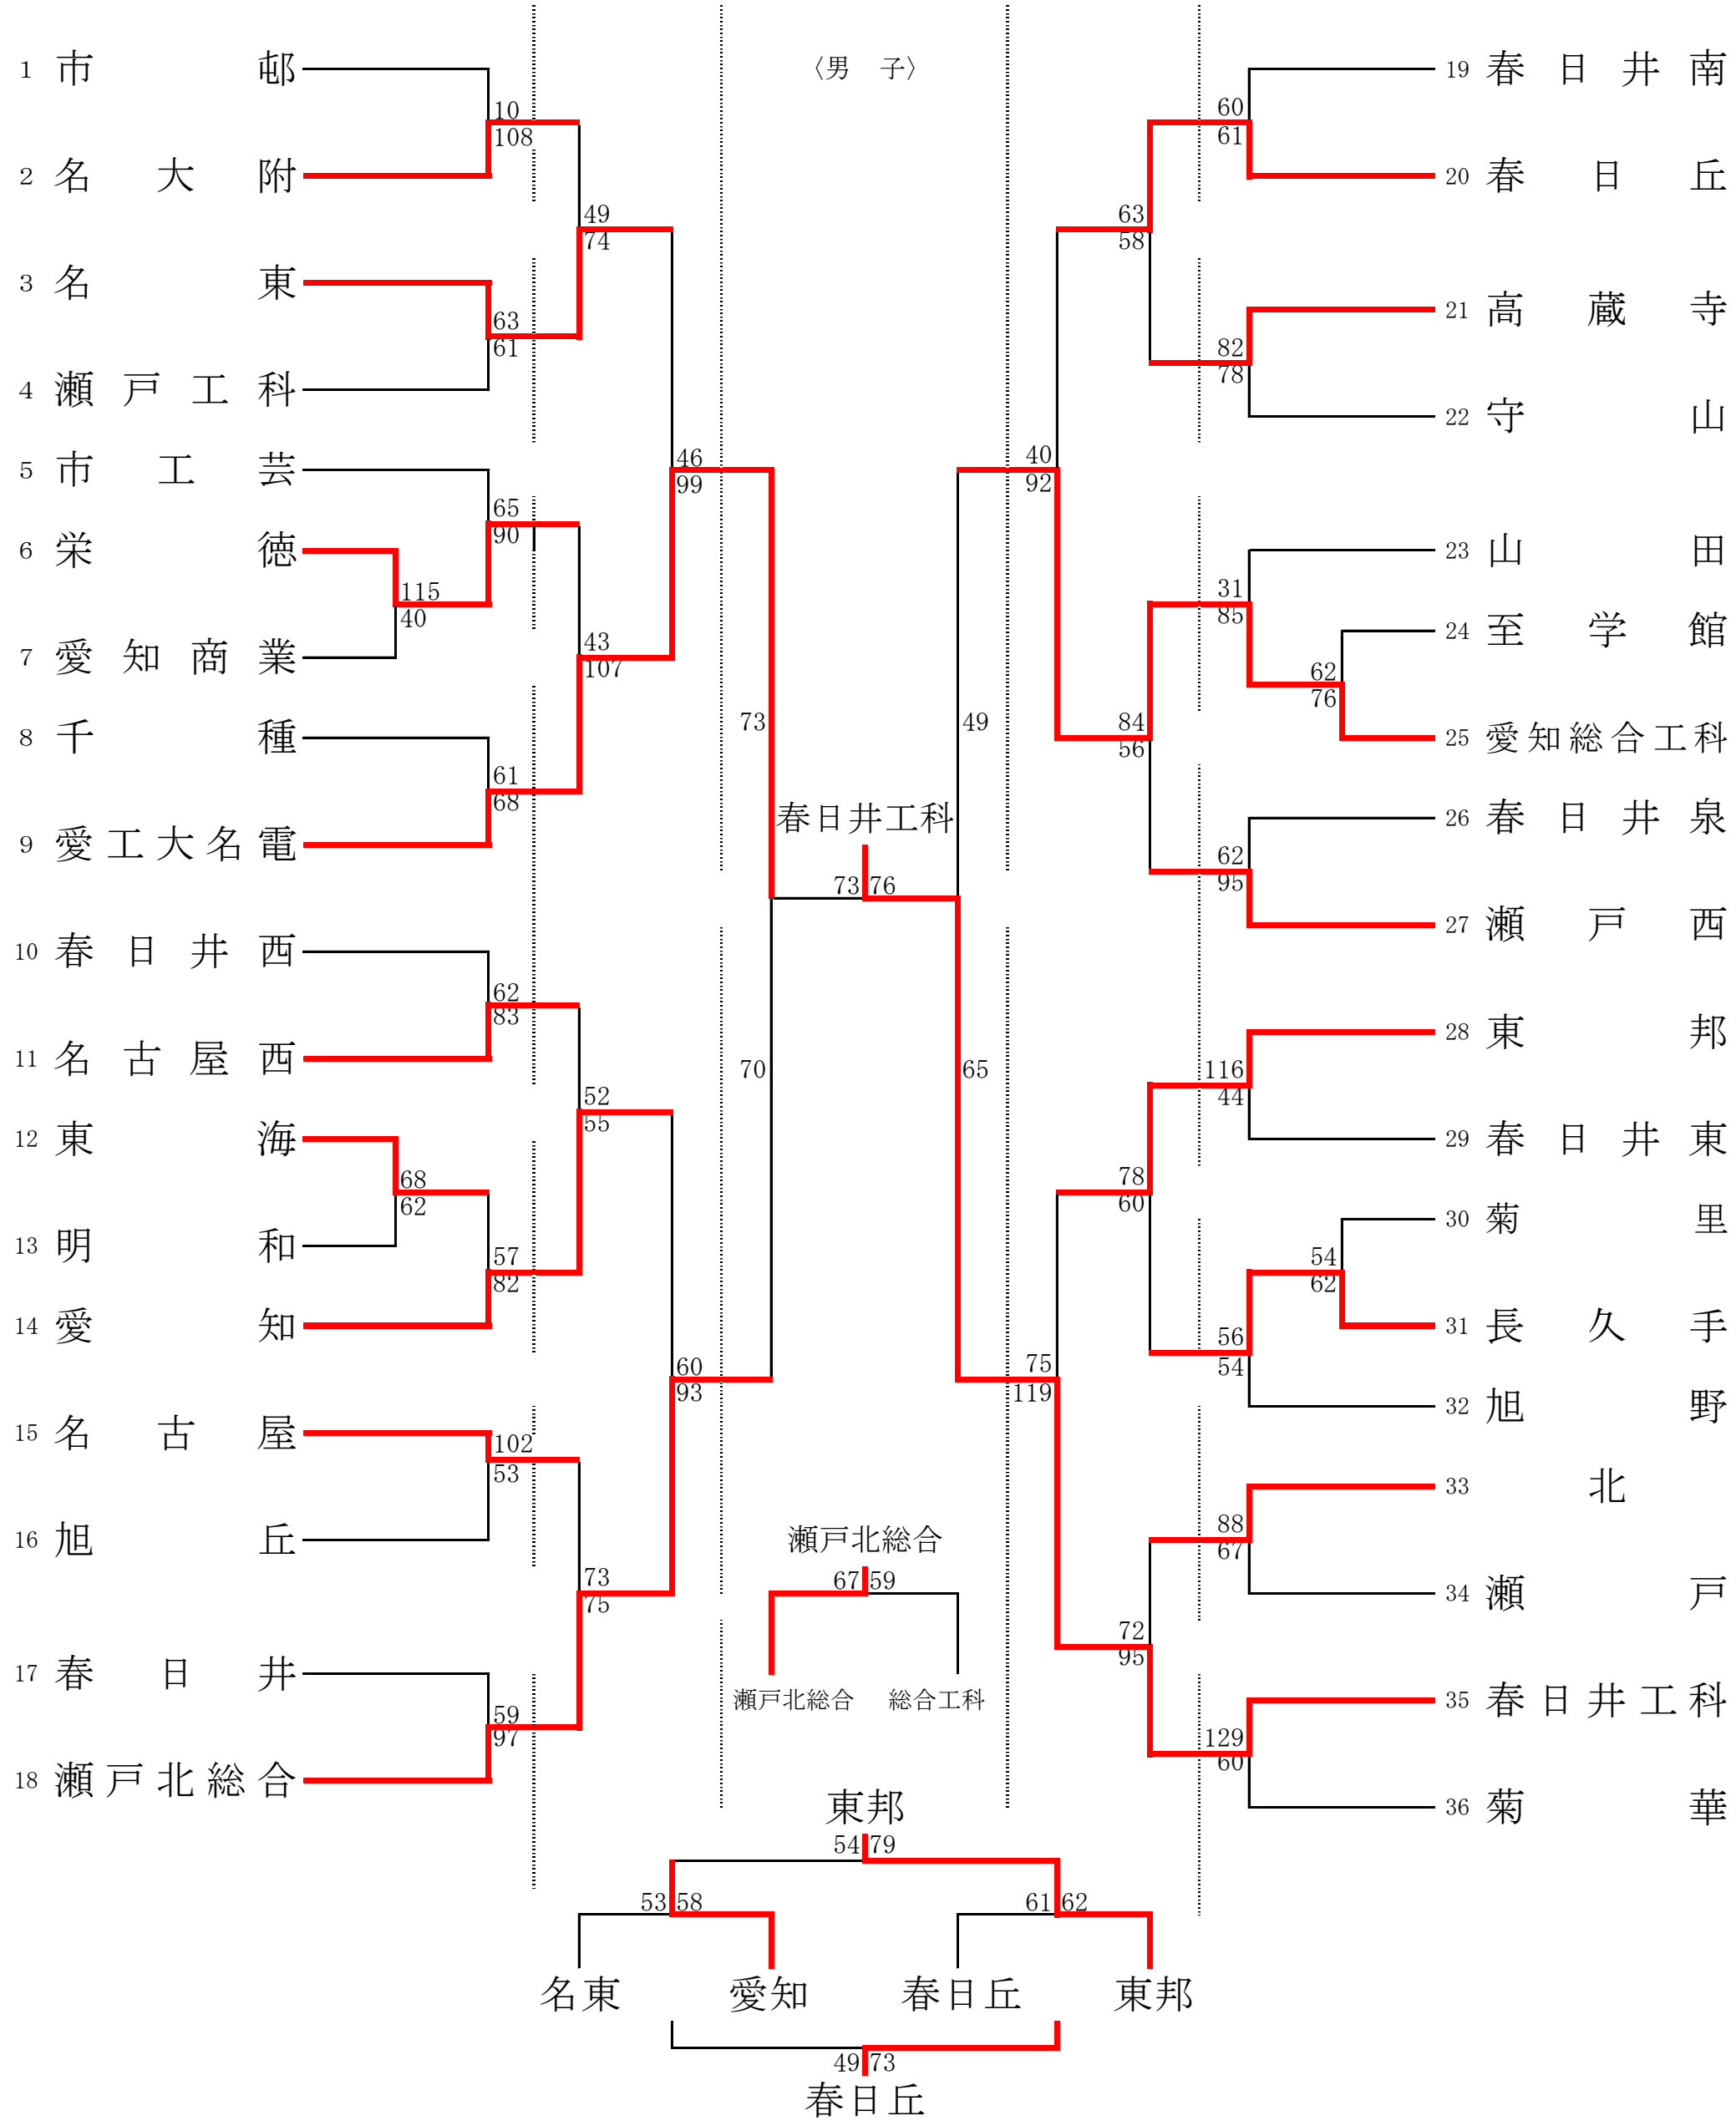 〈男　子〉
1 市邨
10
108
2 名大附
49
74
3 名東
63
61
4 瀬戸工科
46
99
5 市工芸
65
90
6 栄徳
115
40
7 愛知商業
43
107
8 千種
61
68
9 愛工大名電
73
70
10 春日井西
62
83
11 名古屋西
52
55
12 東海
68
62
13 明和
57
82
14 愛知
60
93
15 名古屋
102
53
16 旭丘
73
75
17 春日井
59
97
18 瀬戸北総合
春日井工科
73 76
49
65
瀬戸北総合
67 59
瀬戸北総合 総合工科
19 春日井南
60
61
20 春日丘
63
58
21 高蔵寺
82
78
22 守山
40
92
23 山田
31
85
24 至学館
62
76
25 愛知総合工科
84
56
26 春日井泉
62
95
27 瀬戸西
28 東邦
116
44
29 春日井東
78
60
30 菊里
54
62
31 長久手
56
54
32 旭野
75
119
33 北
88
67
34 瀬戸
72
95
35 春日井工科
129
60
36 菊華
東邦
54 79
53 58
61 62
名東 愛知 春日丘 東邦
49 73
春日丘